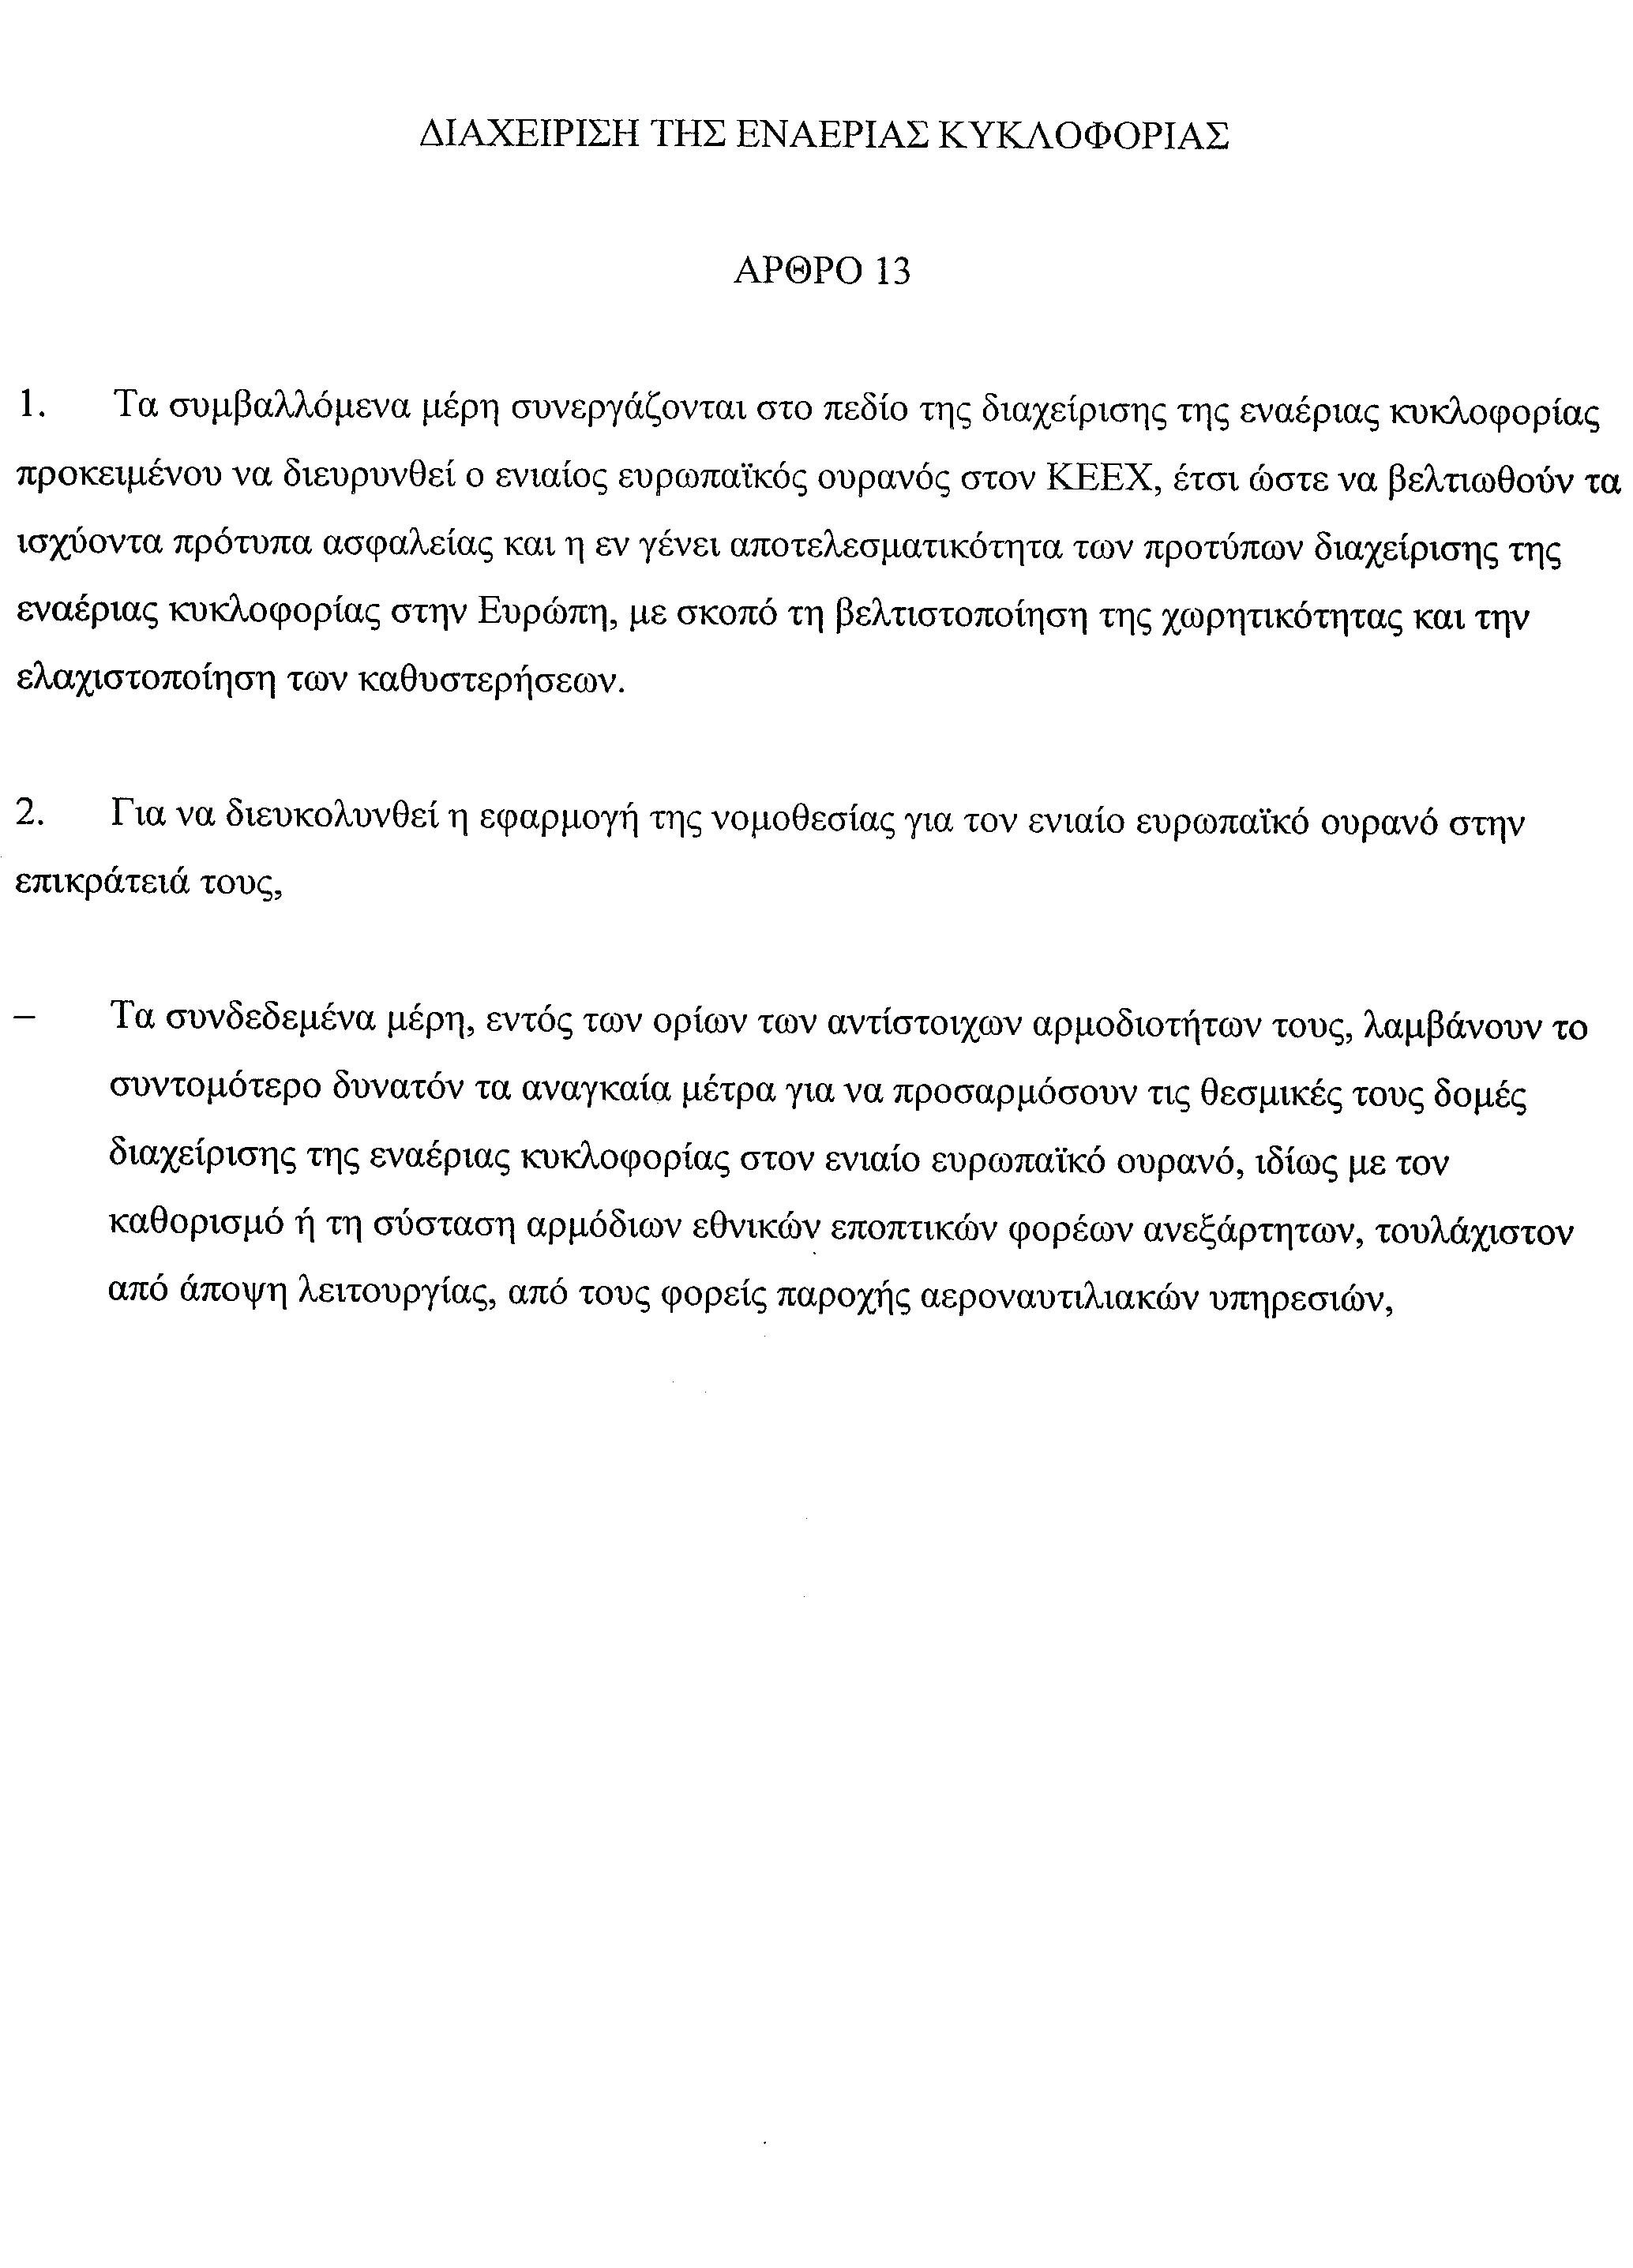 ΔΙΑΧΕΙΡΙΣΗ ΤΗΣ ΕΝΑΕΡΙΑΣ ΚΥΚΛΟΦΟΡΙΑΣ
ΑΡΘΡΟ 13
1. Τα συμβαλλόμενα μέρη συνεργάζονται στο πεδίο της διαχείρισης της εναέριας κυκλοφορίας
προκειμένου να διευρυνθεί ο ενιαίος ευρωπαϊκός ουρανός στον ΚΕΕΧ, έτσι ώστε να βελτιωθούν τα
ισχύοντα πρότυπα ασφαλείας και η εν γένει αποτελεσματικότητα των προτύπων διαχείρισης της
εναέριας κυκλοφορίας στην Ευρώπη, με σκοπό τη βελτιστοποίηση της χωρητικότητας και την
ελαχιστοποίηση των καθυστερήσεων.
2. Για να διευκολυνθεί η εφαρμογή της νομοθεσίας για τον ενιαίο ευρωπαϊκό ουρανό στην
επικράτειά τους,
– Τα συνδεδεμένα μέρη, εντός των ορίων των αντίστοιχων αρμοδιοτήτων τους, λαμβάνουν το
συντομότερο δυνατόν τα αναγκαία μέτρα για να προσαρμόσουν τις θεσμικές τους δομές
διαχείρισης της εναέριας κυκλοφορίας στον ενιαίο ευρωπαϊκό ουρανό, ιδίως με τον
καθορισμό ή τη σύσταση αρμόδιων εθνικών εποπτικών φορέων ανεξάρτητων, τουλάχιστον
από άποψη λειτουργίας, από τους φορείς παροχής αεροναυτιλιακών υπηρεσιών,